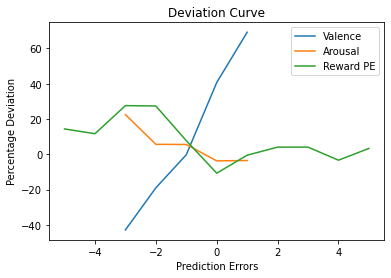 Deviation Curve
Valence
Arousal
Reward PE
Percentage Deviation
60
40
20
0
−20
−40
−4
−2
0
2
4
Prediction Errors